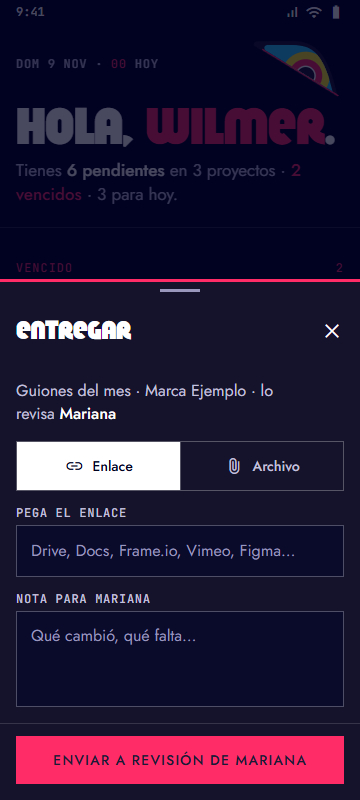 9:41
DOM 9 NOV · 00 HOY
HOLA, WILMER.
Tienes 6 pendientes en 3 proyectos · 2
vencidos · 3 para hoy.
VENCIDO 2
ENTREGAR
Guiones del mes · Marca Ejemplo · lo
revisa Mariana
Enlace Archivo
PEGA EL ENLACE
Drive, Docs, Frame.io, Vimeo, Figma...
NOTA PARA MARIANA
Qué cambió, qué falta...
ENVIAR A REVISIÓN DE MARIANA